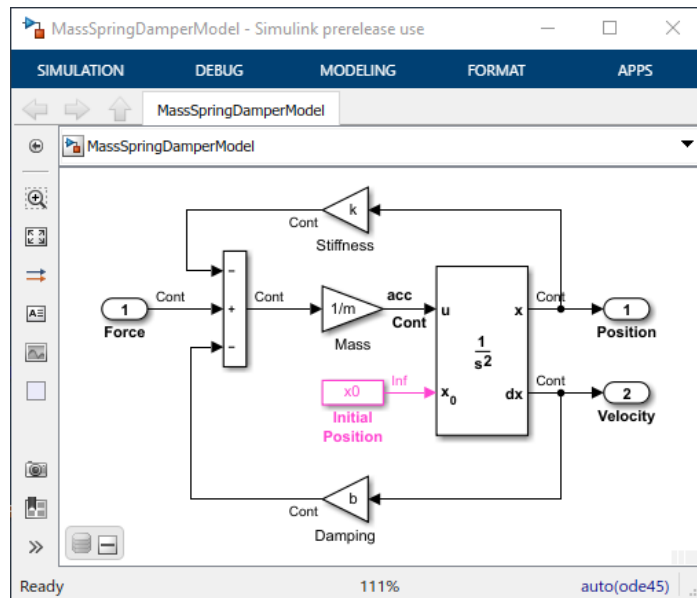 MassSpringDamperModel - Simulink prerelease use
SIMULATION DEBUG MODELING FORMAT APPS
MassSpringDamperModel
MassSpringDamperModel
k
Cont
Stiffness
−
1
Cont
+
Cont
1/m
acc
Cont
u
x
Cont
1
Force
Mass
Position
−
1
s2
x0
Inf
x0
dx
Cont
2
Initial
Position
Velocity
b
Cont
Damping
Ready 111% auto(ode45)